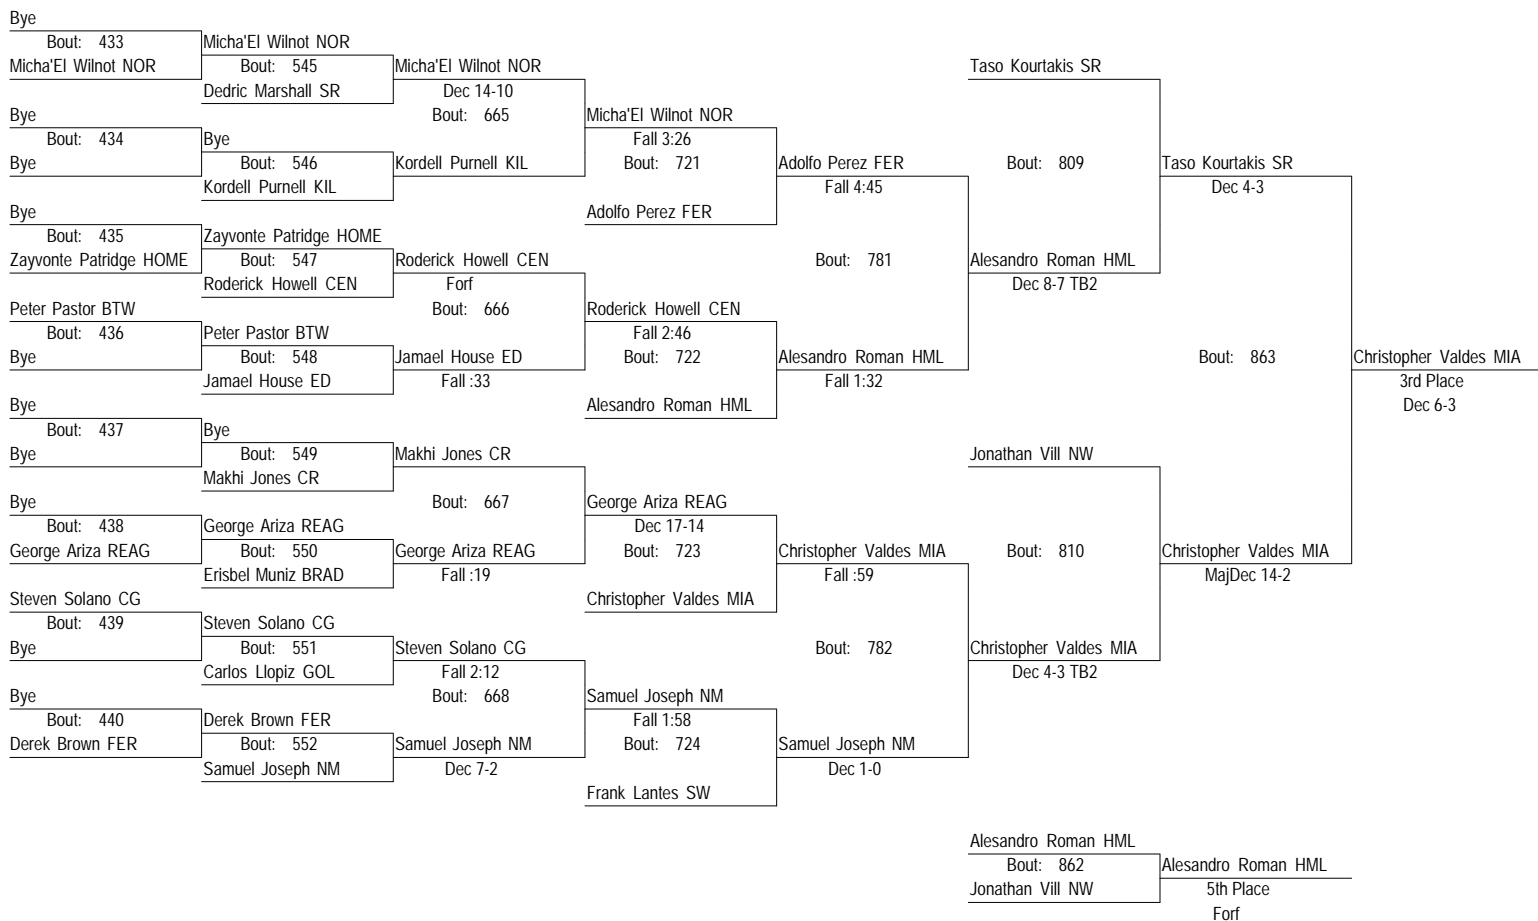 Bye
Bout: 433 Micha'El Wilnot NOR
Micha'El Wilnot NOR Bout: 545 Micha'El Wilnot NOR Taso Kourtakis SR
Dedric Marshall SR Dec 14-10
Bye Bout: 665 Micha'El Wilnot NOR
Bout: 434 Bye Fall 3:26
Bye Bout: 546 Kordell Purnell KIL Bout: 721 Adolfo Perez FER Bout: 809 Taso Kourtakis SR
Kordell Purnell KIL Fall 4:45 Dec 4-3
Bye Adolfo Perez FER
Bout: 435 Zayvonte Patridge HOME
Zayvonte Patridge HOME Bout: 547 Roderick Howell CEN Bout: 781 Alesandro Roman HML
Roderick Howell CEN Forf Dec 8-7 TB2
Peter Pastor BTW Bout: 666 Roderick Howell CEN
Bout: 436 Peter Pastor BTW Fall 2:46
Bye Bout: 548 Jamael House ED Bout: 722 Alesandro Roman HML Bout: 863 Christopher Valdes MIA
Jamael House ED Fall :33 Fall 1:32 3rd Place
Bye Alesandro Roman HML Dec 6-3
Bout: 437 Bye
Bye Bout: 549 Makhi Jones CR Jonathan Vill NW
Makhi Jones CR
Bye Bout: 667 George Ariza REAG
Bout: 438 George Ariza REAG Dec 17-14
George Ariza REAG Bout: 550 George Ariza REAG Bout: 723 Christopher Valdes MIA Bout: 810 Christopher Valdes MIA
Erisbel Muniz BRAD Fall :19 Fall :59 MajDec 14-2
Steven Solano CG Christopher Valdes MIA
Bout: 439 Steven Solano CG
Bye Bout: 551 Steven Solano CG Bout: 782 Christopher Valdes MIA
Carlos Llopiz GOL Fall 2:12 Dec 4-3 TB2
Bye Bout: 668 Samuel Joseph NM
Bout: 440 Derek Brown FER Fall 1:58
Derek Brown FER Bout: 552 Samuel Joseph NM Bout: 724 Samuel Joseph NM
Samuel Joseph NM Dec 7-2 Dec 1-0
Frank Lantes SW
Alesandro Roman HML
Bout: 862 Alesandro Roman HML
Jonathan Vill NW 5th Place
Forf